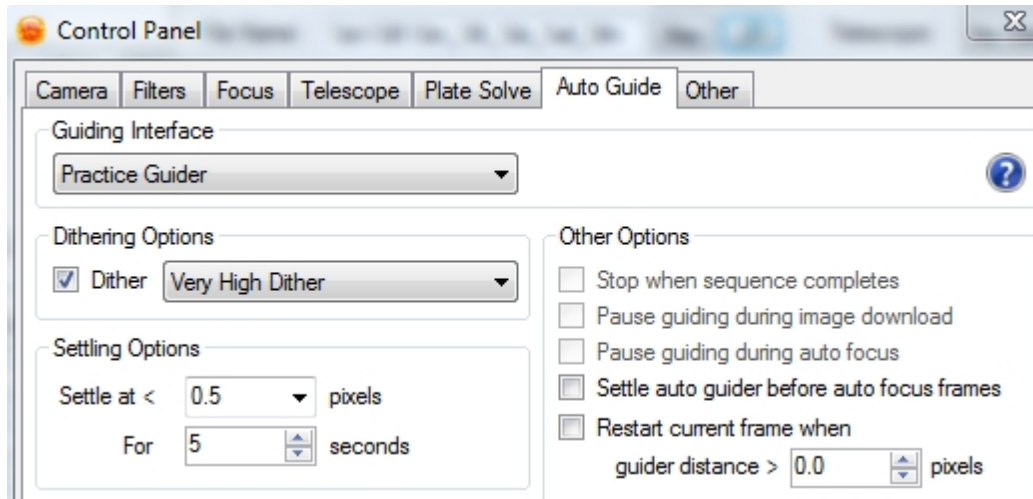 Control Panel
Camera Filters Focus Telescope Plate Solve Auto Guide Other
Guiding Interface
Practice Guider
Dithering Options
Dither Very High Dither
Settling Options
Settle at < 0.5 pixels
For 5 seconds
Other Options
Stop when sequence completes
Pause guiding during image download
Pause guiding during auto focus
Settle auto guider before auto focus frames
Restart current frame when
guider distance > 0.0 pixels